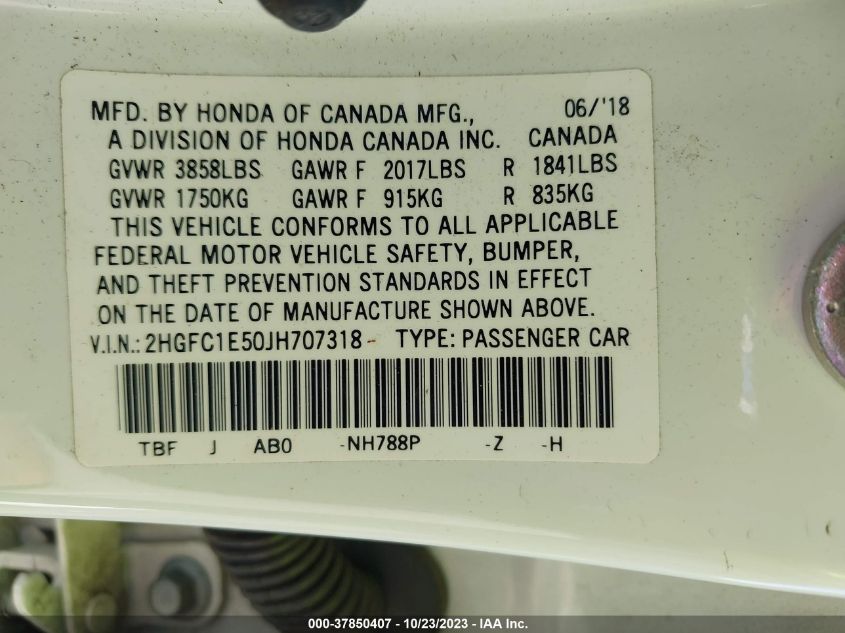 MFD. BY HONDA OF CANADA MFG., 06/'18
A DIVISION OF HONDA CANADA INC. CANADA
GVWR 3858LBS GAWR F 2017LBS R 1841LBS
GVWR 1750KG GAWR F 915KG R 835KG
THIS VEHICLE CONFORMS TO ALL APPLICABLE
FEDERAL MOTOR VEHICLE SAFETY, BUMPER,
AND THEFT PREVENTION STANDARDS IN EFFECT
ON THE DATE OF MANUFACTURE SHOWN ABOVE.
V.I.N.: 2HGFC1E50JH707318 TYPE: PASSENGER CAR
TBF J AB0 -NH788P -Z -H
000-37850407 - 10/23/2023 - IAA Inc.